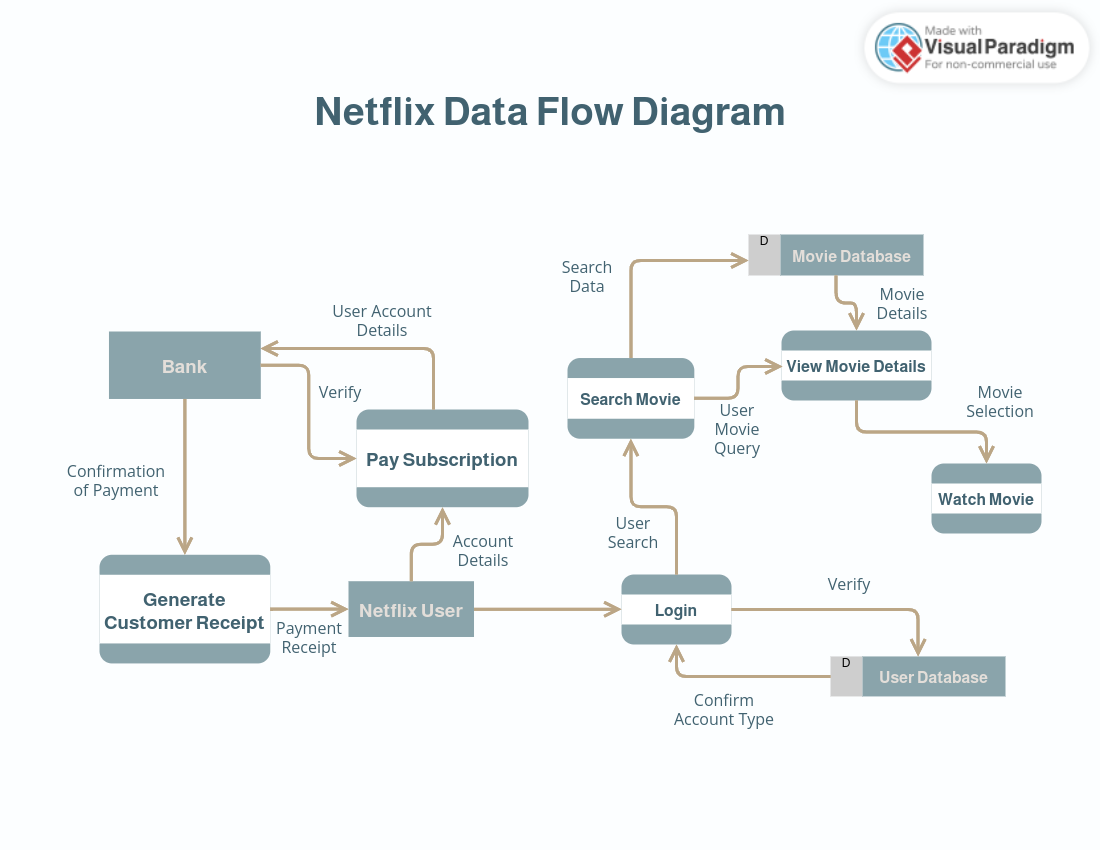 Made with
Visual Paradigm
For non-commercial use
Netflix Data Flow Diagram
D
Movie Database
Search
Data
Movie
Details
User Account
Details
Bank
View Movie Details
Verify
Search Movie
Movie
Selection
User
Movie
Query
Pay Subscription
Confirmation
of Payment
Watch Movie
User
Search
Account
Details
Generate
Customer Receipt
Netflix User
Login
Verify
Payment
Receipt
D
User Database
Confirm
Account Type